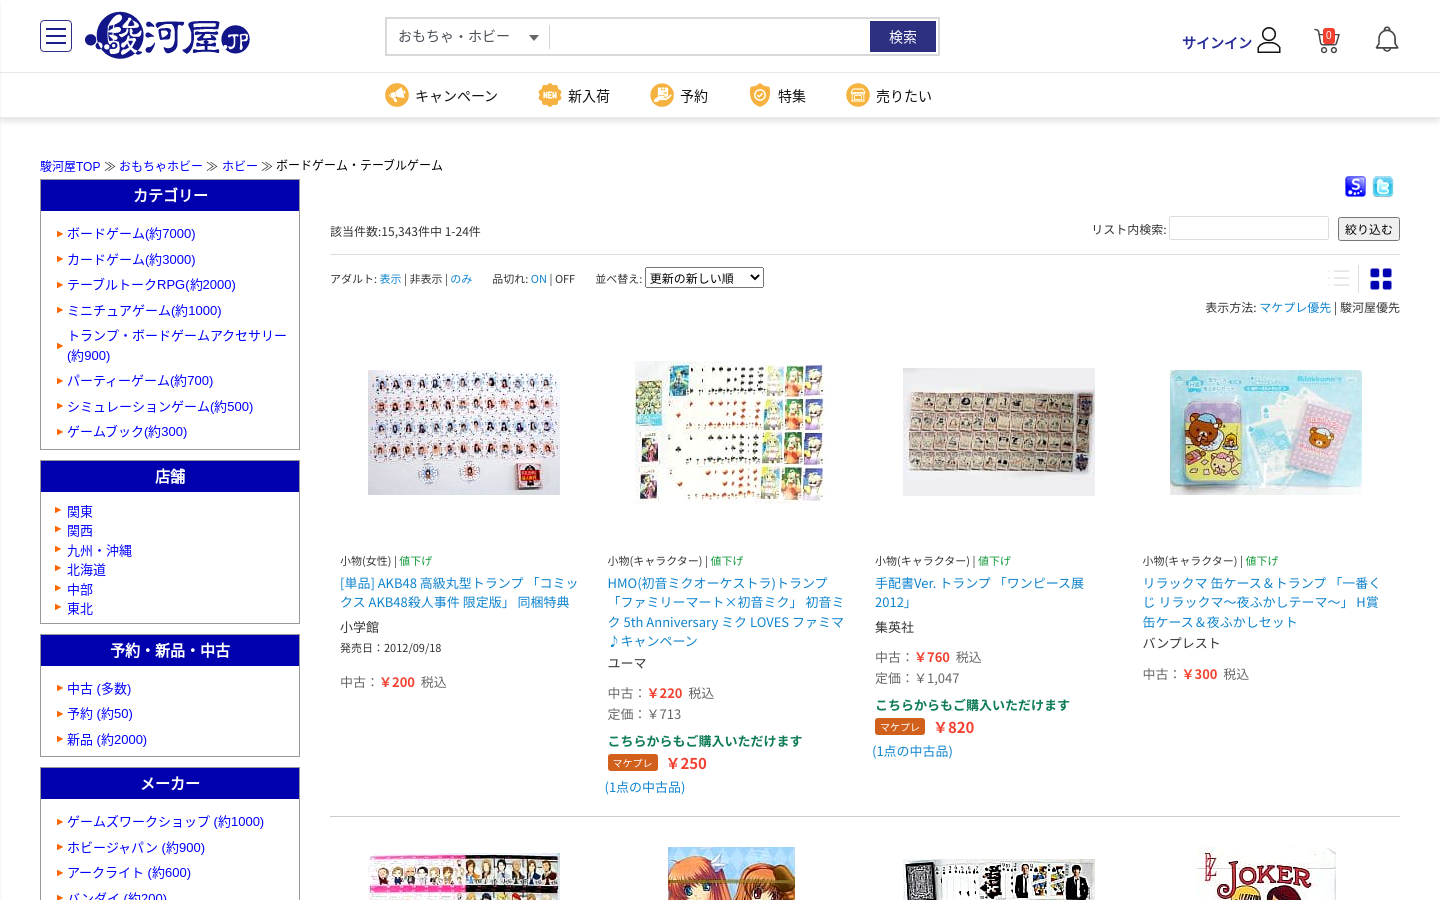 駿河屋.JP
おもちゃ・ホビー
検索
サインイン
0
キャンペーン
NEW
新入荷
予約
特集
売りたい
駿河屋TOP ≫ おもちゃホビー ≫ ホビー ≫ ボードゲーム・テーブルゲーム
カテゴリー
ボードゲーム(約7000)
カードゲーム(約3000)
テーブルトークRPG(約2000)
ミニチュアゲーム(約1000)
トランプ・ボードゲームアクセサリー
(約900)
パーティーゲーム(約700)
シミュレーションゲーム(約500)
ゲームブック(約300)
店舗
関東
関西
九州・沖縄
北海道
中部
東北
予約・新品・中古
中古 (多数)
予約 (約50)
新品 (約2000)
メーカー
ゲームズワークショップ (約1000)
ホビージャパン (約900)
アークライト (約600)
バンダイ (約200)
該当件数:15,343件中 1-24件
リスト内検索:
絞り込む
アダルト: 表示 | 非表示 | のみ
品切れ: ON | OFF
並べ替え: 更新の新しい順
表示方法: マケプレ優先 | 駿河屋優先
小物(女性) | 値下げ
[単品] AKB48 高級丸型トランプ 「コミッ
クス AKB48殺人事件 限定版」 同梱特典
小学館
発売日：2012/09/18
中古：￥200 税込
小物(キャラクター) | 値下げ
HMO(初音ミクオーケストラ)トランプ
「ファミリーマート×初音ミク」 初音ミ
ク 5th Anniversary ミク LOVES ファミマ
♪キャンペーン
ユーマ
中古：￥220 税込
定価：￥713
こちらからもご購入いただけます
マケプレ ￥250
(1点の中古品)
小物(キャラクター) | 値下げ
手配書Ver. トランプ 「ワンピース展
2012」
集英社
中古：￥760 税込
定価：￥1,047
こちらからもご購入いただけます
マケプレ ￥820
(1点の中古品)
小物(キャラクター) | 値下げ
リラックマ 缶ケース＆トランプ 「一番く
じ リラックマ～夜ふかしテーマ～」 H賞
缶ケース＆夜ふかしセット
バンプレスト
中古：￥300 税込
JOKER